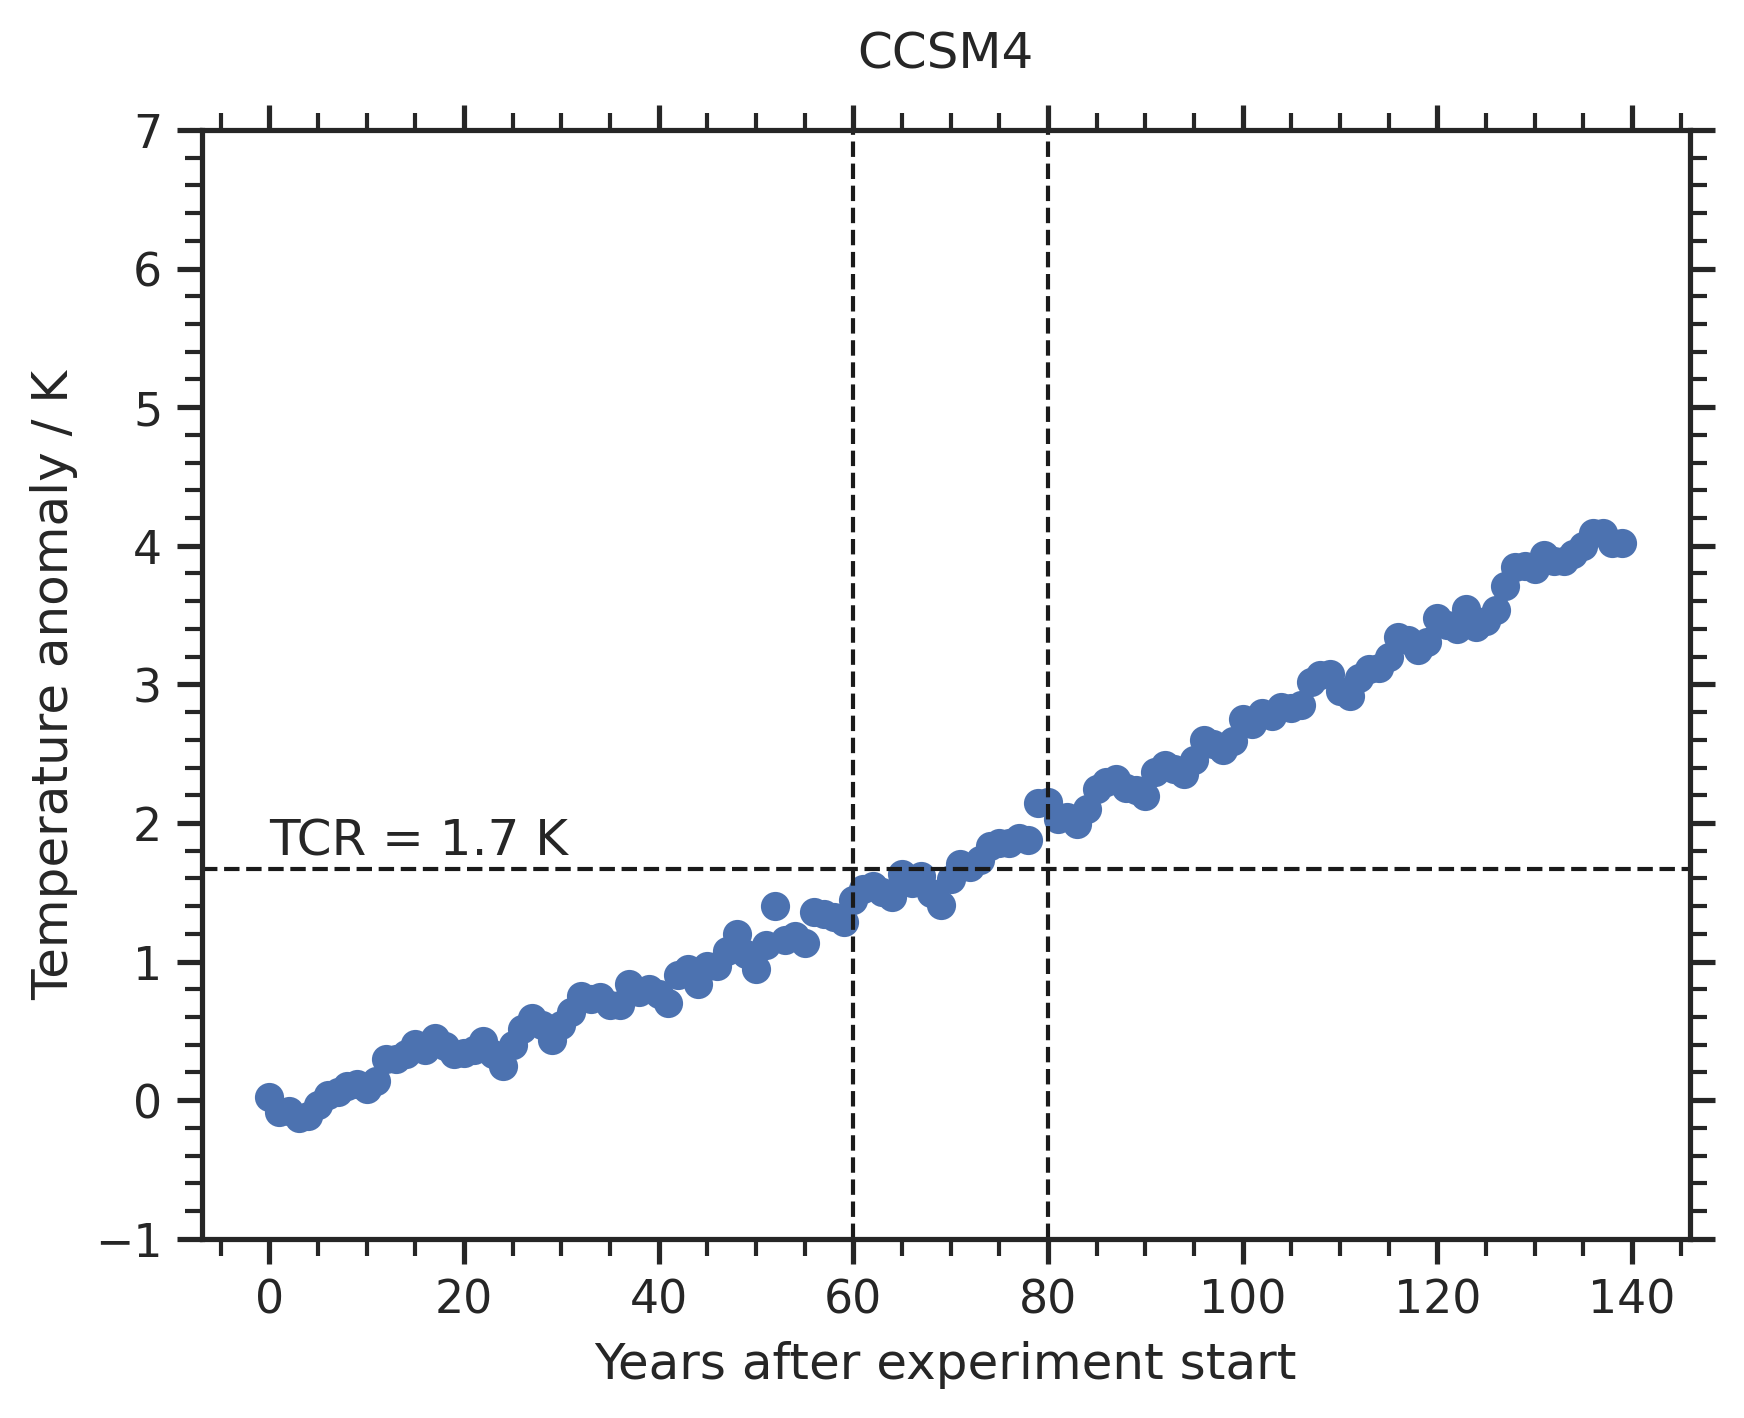 CCSM4
7
6
5
4
3
2
1
0
−1
Temperature anomaly / K
TCR = 1.7 K
0 20 40 60 80 100 120 140
Years after experiment start